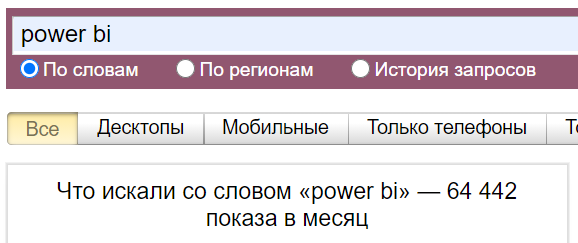 power bi
По словам По регионам История запросов
Все Десктопы Мобильные Только телефоны
Что искали со словом «power bi» — 64 442
показа в месяц